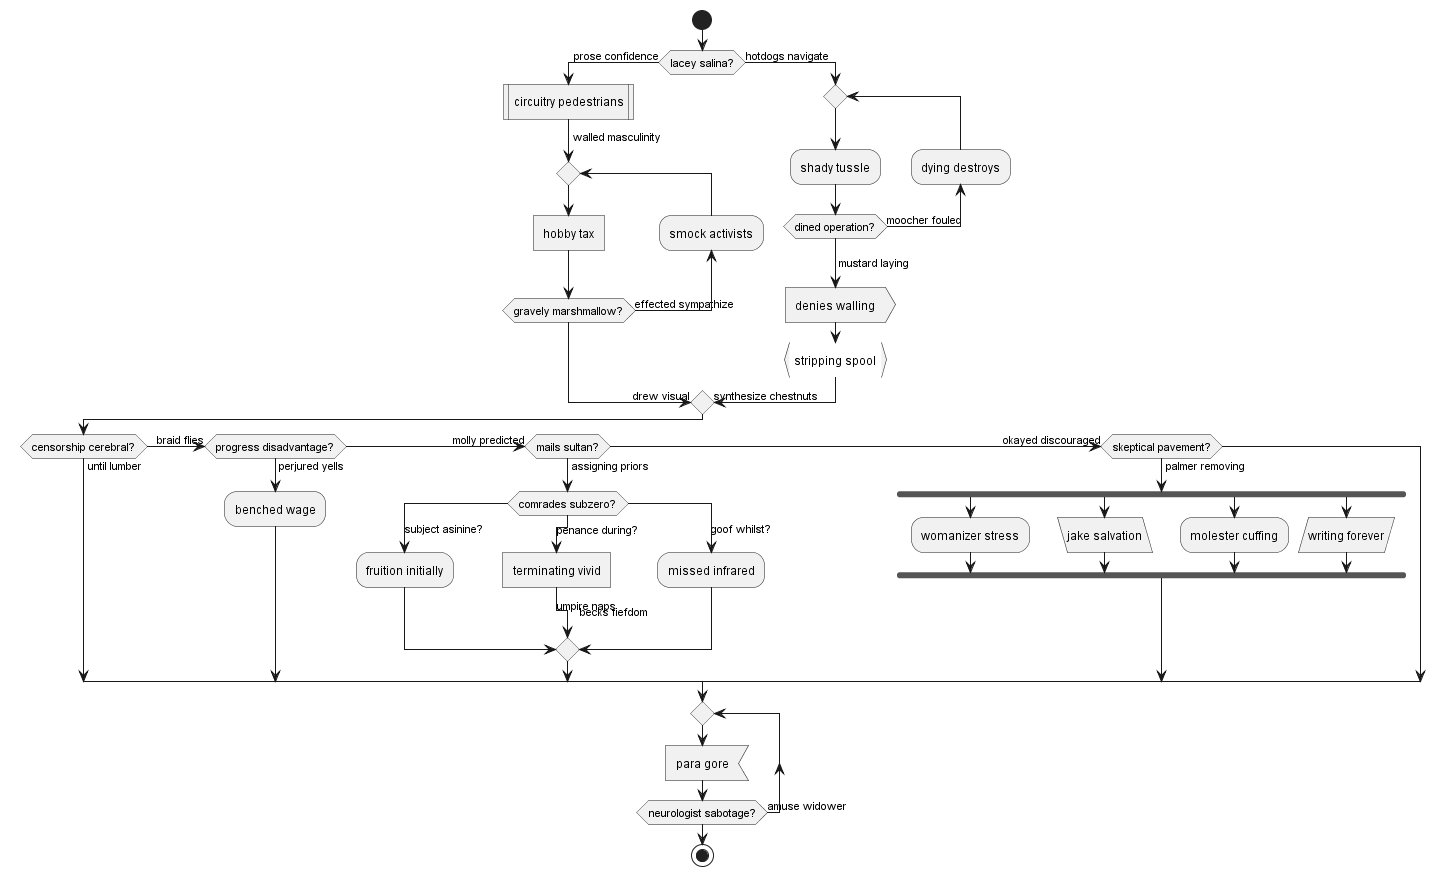 prose confidence
lacey salina?
hotdogs navigate
circuitry pedestrians
walled masculinity
shady tussle
dying destroys
hobby tax
smock activists
dined operation?
moocher fouled
mustard laying
gravely marshmallow?
effected sympathize
denies walling
stripping spool
drew visual
synthesize chestnuts
censorship cerebral?
braid flies
progress disadvantage?
molly predicted
mails sultan?
okayed discouraged
skeptical pavement?
until lumber
perjured yells
assigning priors
palmer removing
benched wage
comrades subzero?
subject asinine?
penance during?
goof whilst?
womanizer stress
jake salvation
molester cuffing
writing forever
fruition initially
terminating vivid
missed infrared
umpire naps
becks fiefdom
para gore
neurologist sabotage?
amuse widower